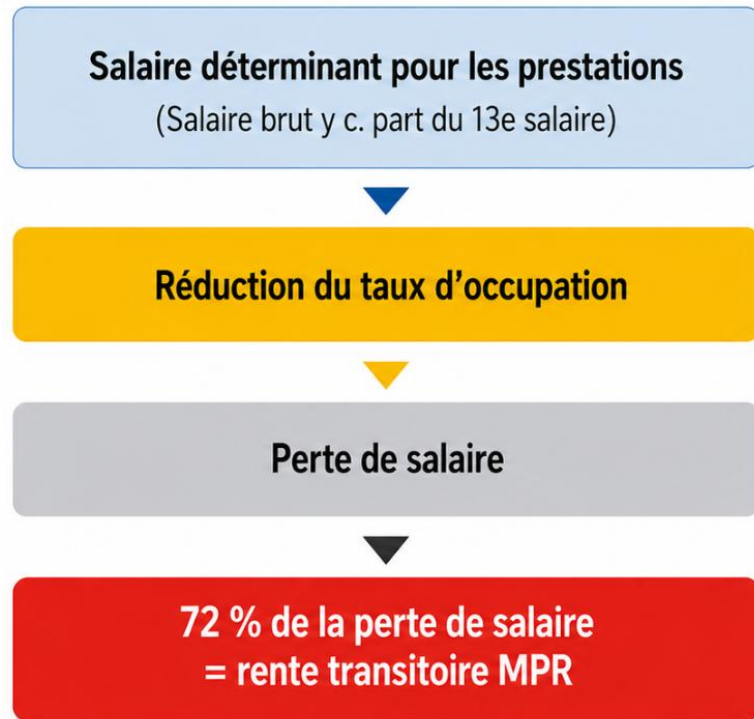 Salaire déterminant pour les prestations
(Salaire brut y c. part du 13e salaire)
Réduction du taux d’occupation
Perte de salaire
72 % de la perte de salaire
= rente transitoire MPR